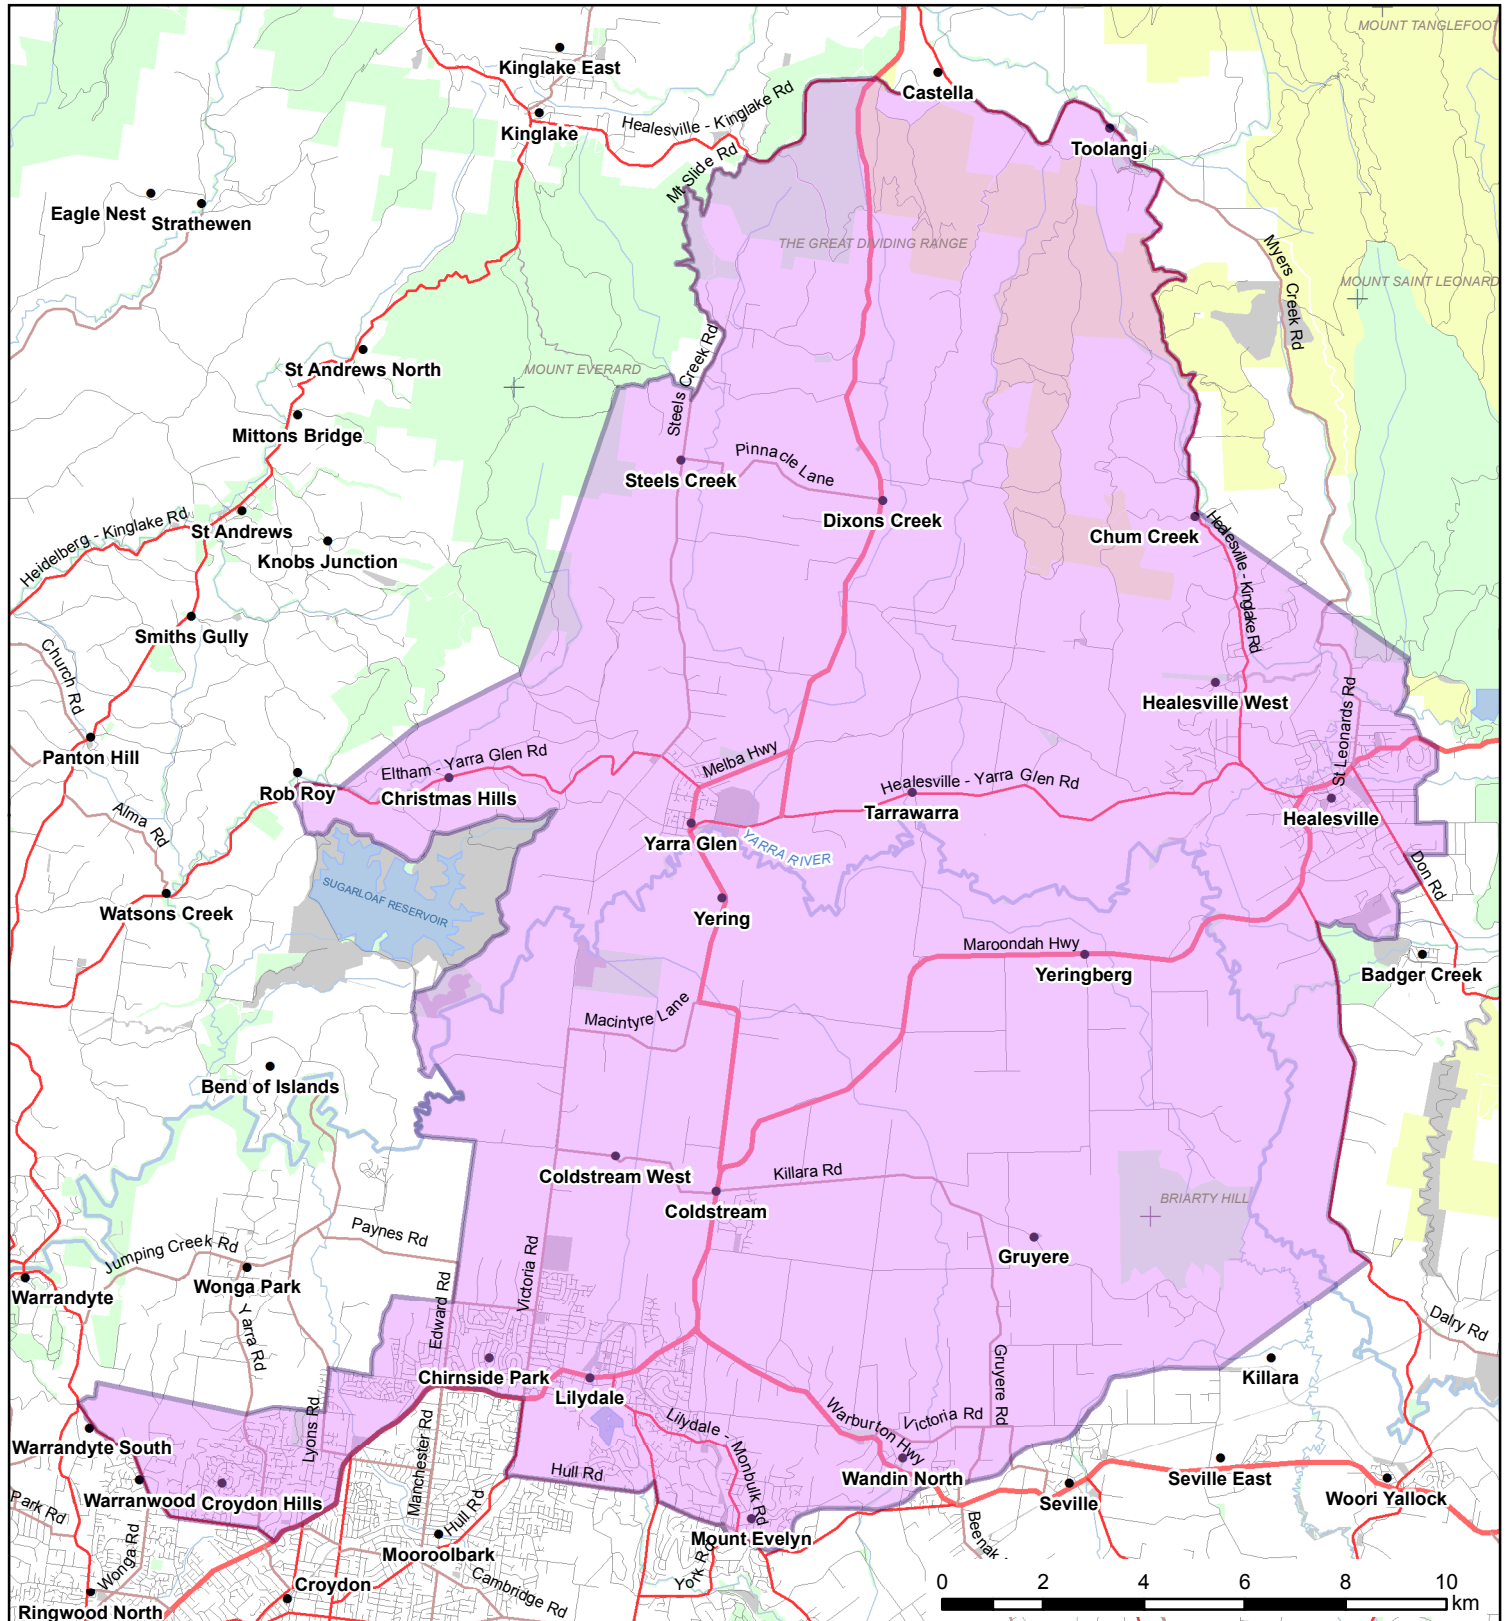 MOUNT TANGLEFOOT
Kinglake East
Castella
Healesville - Kinglake Rd
Kinglake
Toolangi
Mt Slide Rd
Eagle Nest
Strathewen
THE GREAT DIVIDING RANGE
Myers Creek Rd
MOUNT SAINT LEONARD
St Andrews North
MOUNT EVERARD
Steels Creek Rd
Mittons Bridge
Pinnacle Lane
Steels Creek
Dixons Creek
Heidelberg - Kinglake Rd
St Andrews
Chum Creek
Healesville - Kinglake Rd
Knobs Junction
Smiths Gully
Church Rd
Healesville West
St Leonards Rd
Panton Hill
Eltham - Yarra Glen Rd
Melba Hwy
Healesville - Yarra Glen Rd
Rob Roy
Christmas Hills
Tarrawarra
Healesville
Alma Rd
Yarra Glen
YARRA RIVER
Don Rd
SUGARLOAF RESERVOIR
Watsons Creek
Yering
Maroondah Hwy
Yeringberg
Badger Creek
Macintyre Lane
Bend of Islands
Coldstream West
Killara Rd
Coldstream
BRIARTY HILL
Paynes Rd
Jumping Creek Rd
Victoria Rd
Gruyere
Wonga Park
Warrandyte
Edward Rd
Yarra Rd
Dalry Rd
Gruyere Rd
Chirnside Park
Killara
Lilydale
Lyons Rd
Manchester Rd
Lilydale - Monbulk Rd
Warburton Hwy
Victoria Rd
Warrandyte South
Hull Rd
Wandin North
Seville East
Warranwood
Croydon Hills
Seville
Woori Yallock
Park Rd
Hull Rd
Wonga Rd
Mount Evelyn
Beenak
Mooroolbark
York Rd
Cambridge Rd
Croydon
Ringwood North
0 2 4 6 8 10
km